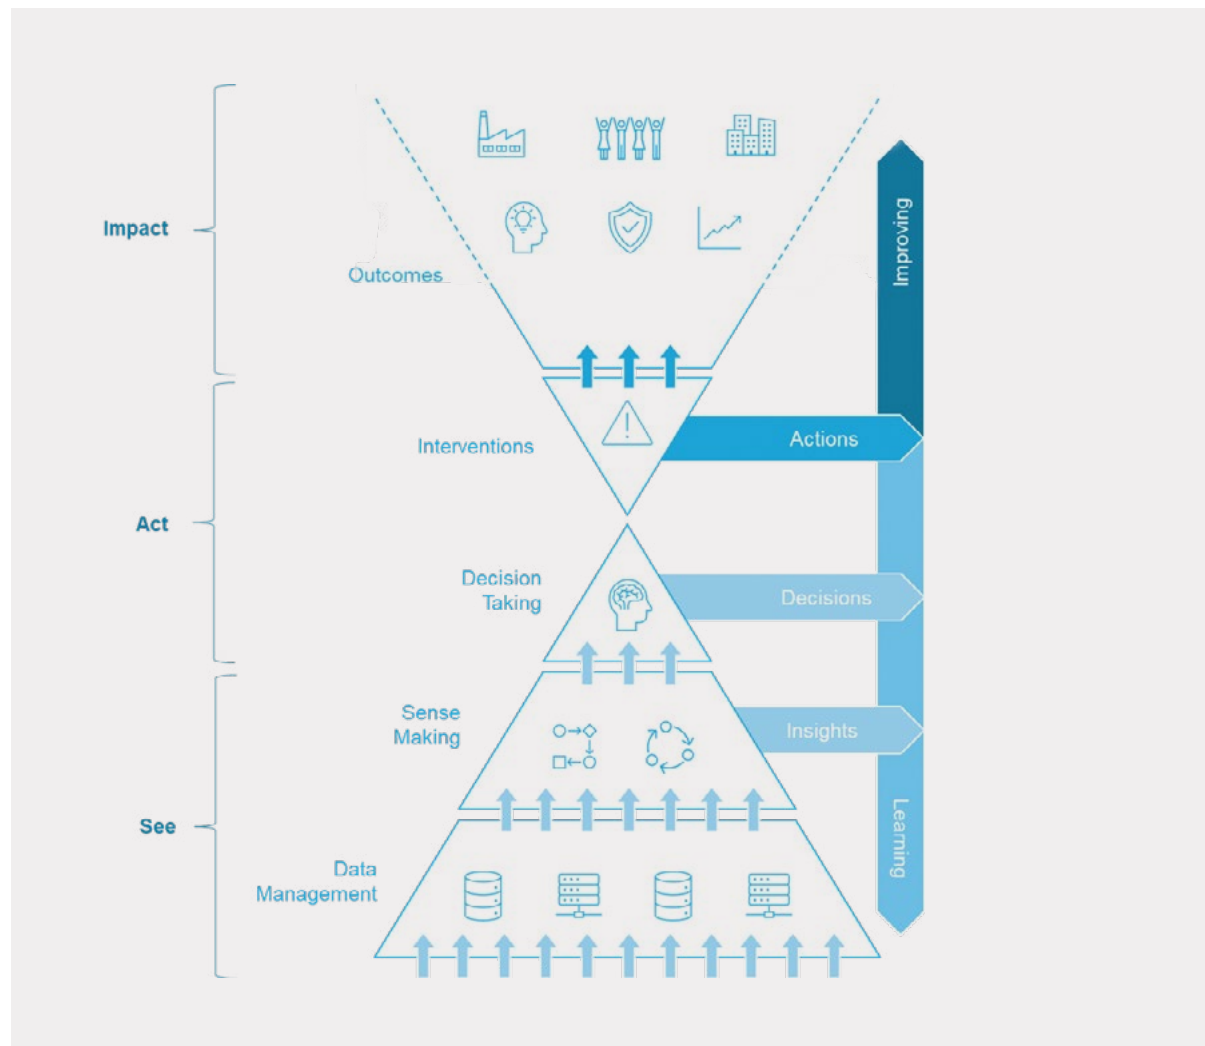 Impact
Improving
Outcomes
Interventions
Actions
Act
Decision
Taking
Decisions
Sense
Making
Insights
See
Learning
Data
Management